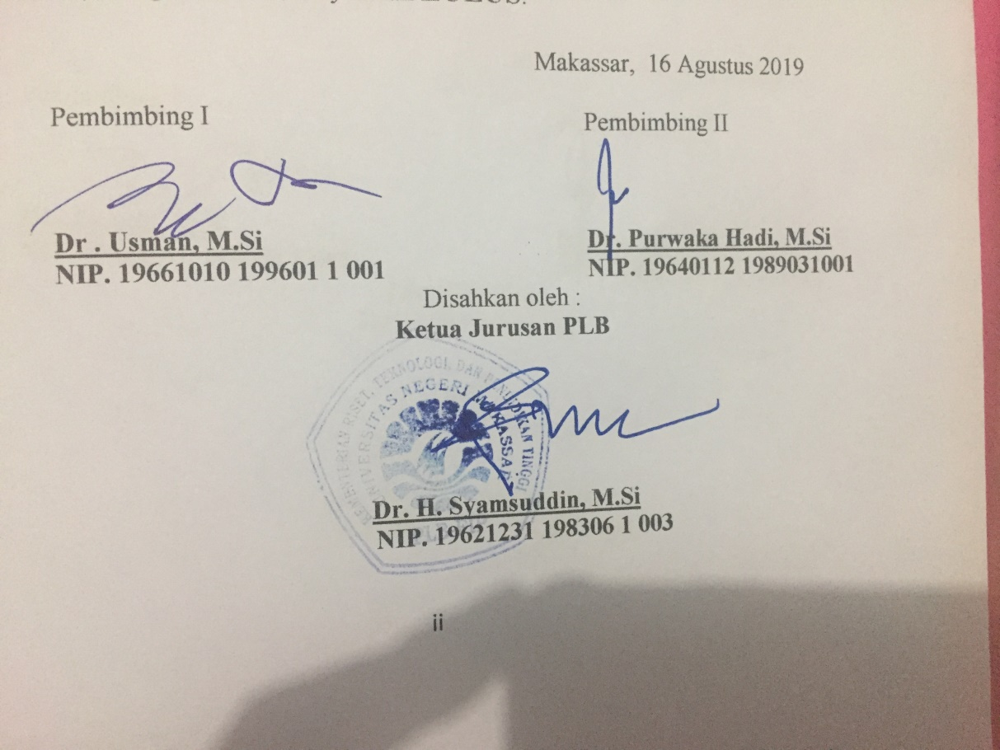 LULUS.
Makassar, 16 Agustus 2019
Pembimbing I
Pembimbing II
Dr . Usman, M.Si
NIP. 19661010 199601 1 001
Dr. Purwaka Hadi, M.Si
NIP. 19640112 1989031001
Disahkan oleh :
Ketua Jurusan PLB
KEMENTERIAN RISET, TEKNOLOGI, DAN PENDIDIKAN TINGGI
UNIVERSITAS NEGERI MAKASSAR
Dr. H. Syamsuddin, M.Si
NIP. 19621231 198306 1 003
ii